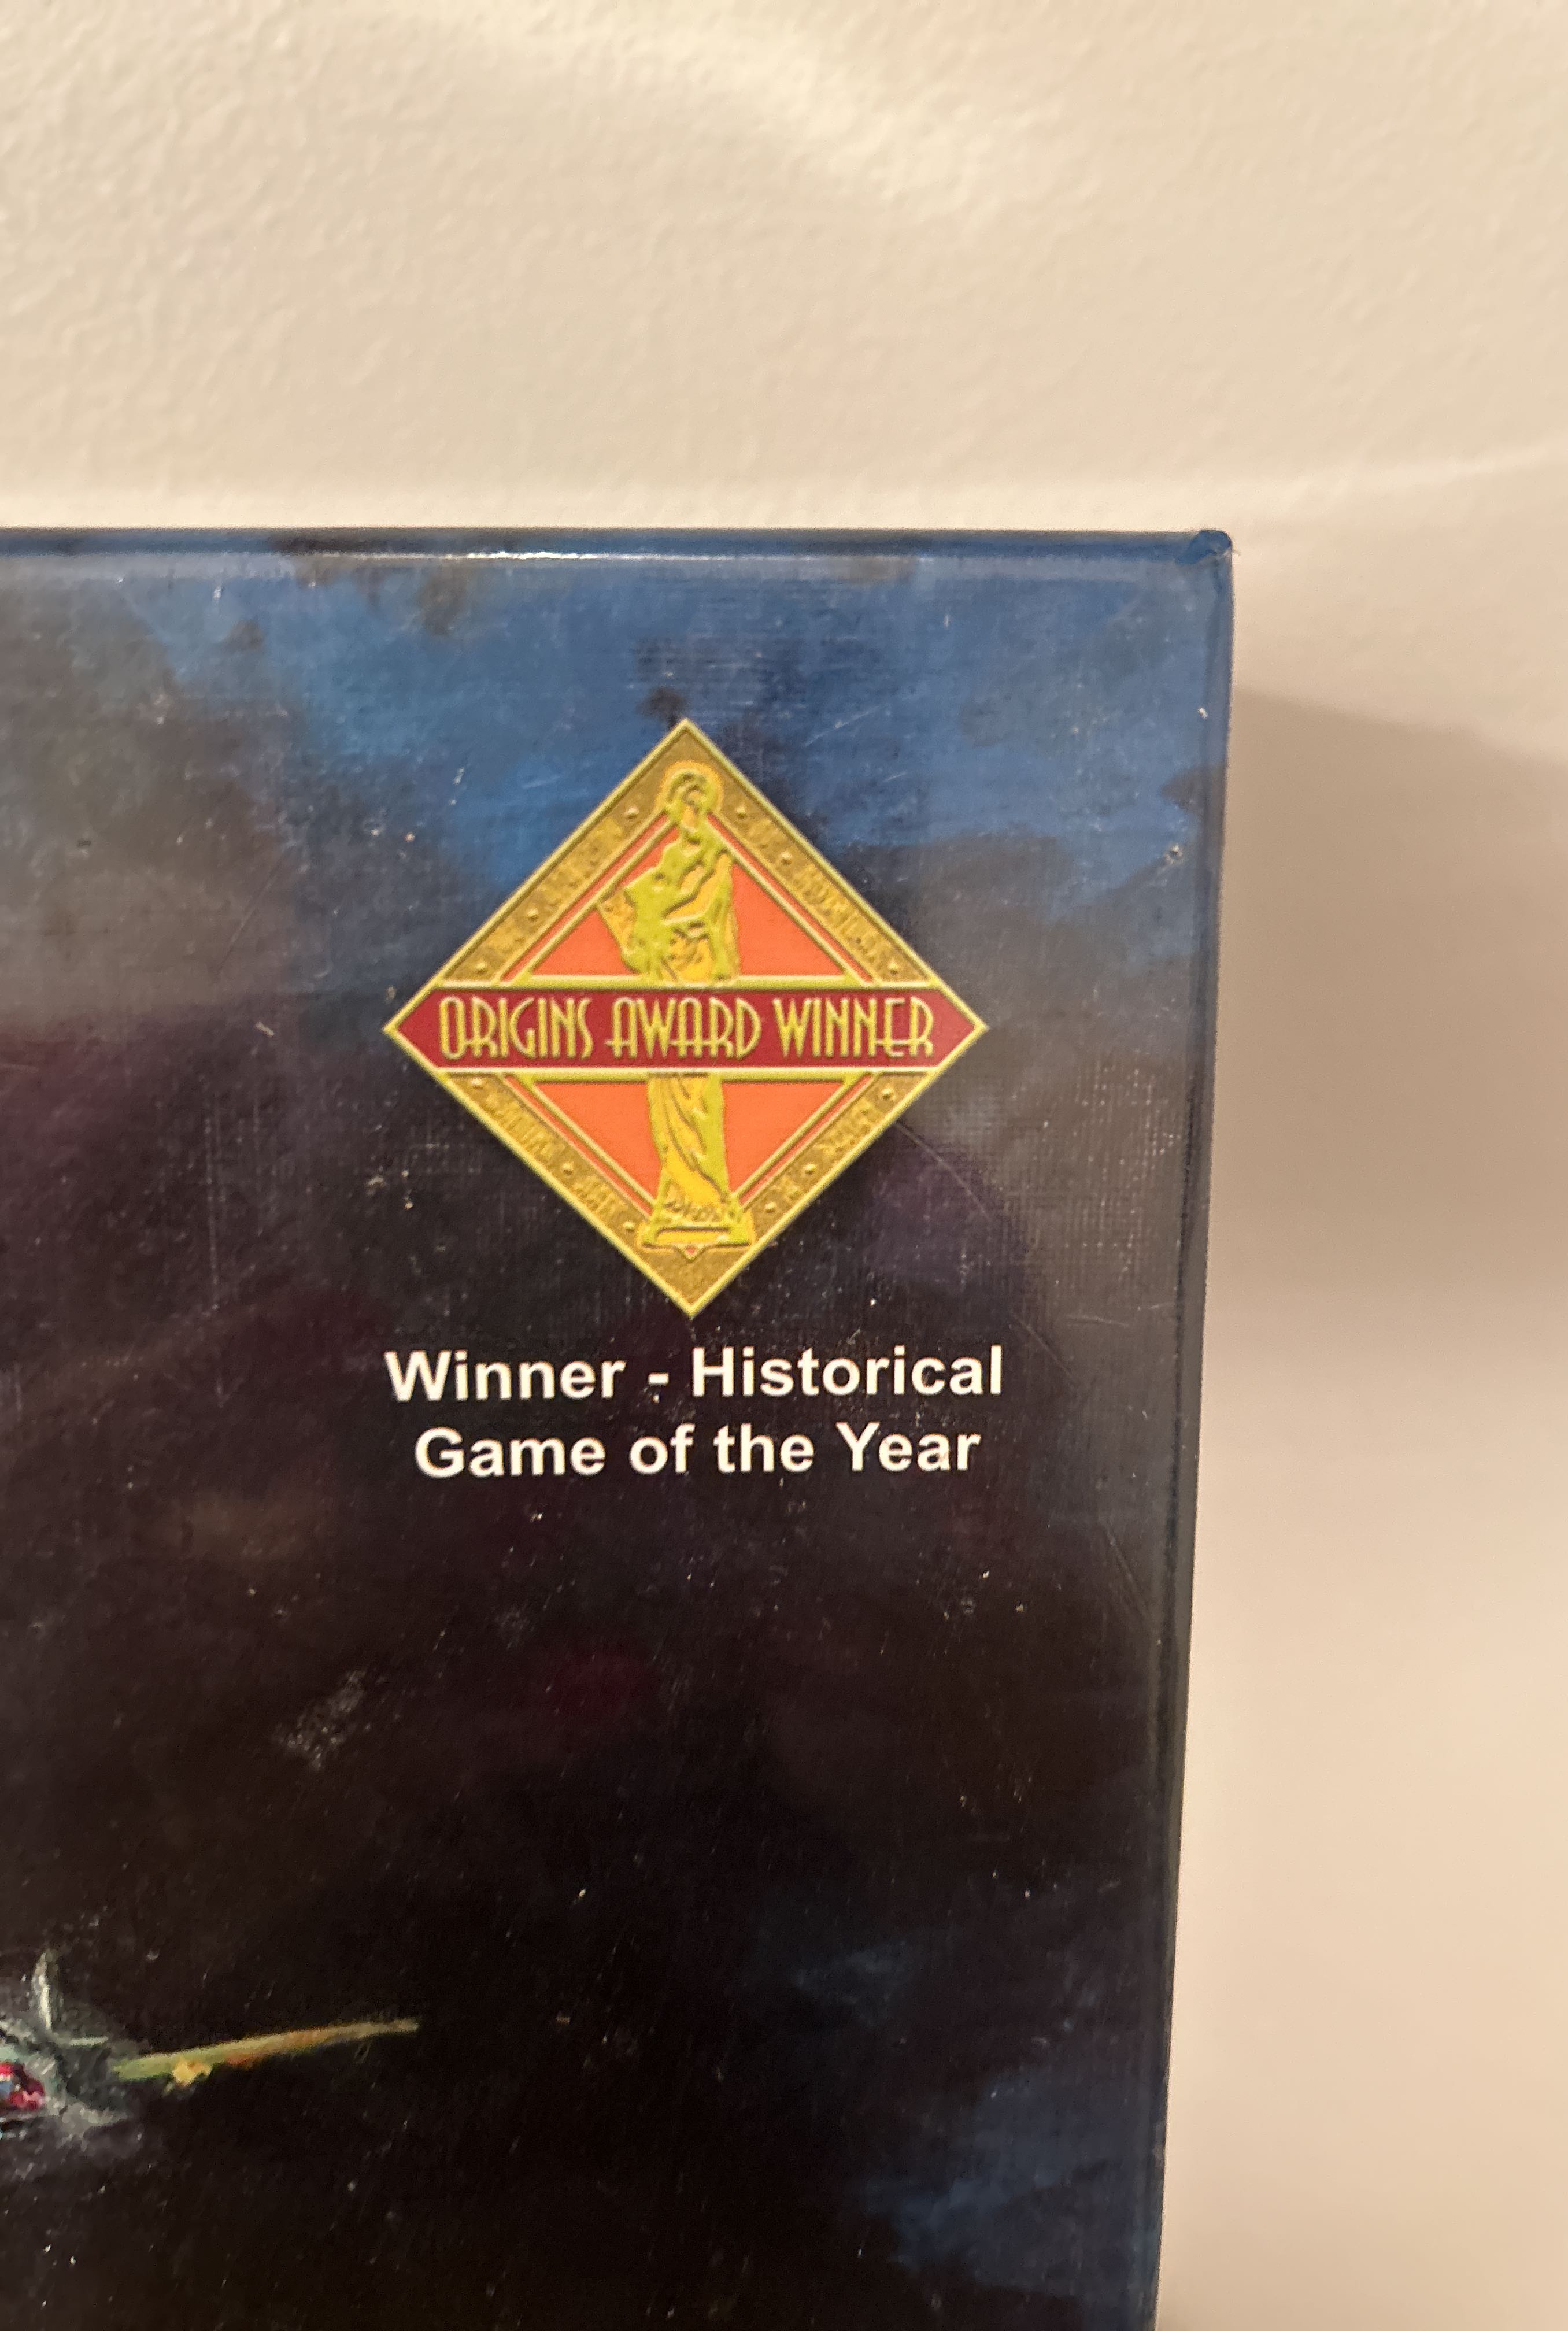 ORIGINS AWARD WINNER
Winner - Historical
Game of the Year